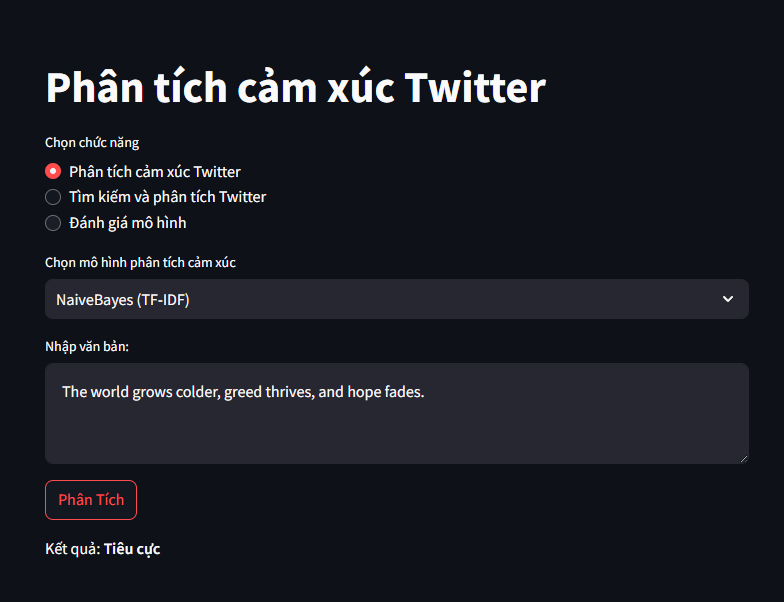 Phân tích cảm xúc Twitter
Chọn chức năng
Phân tích cảm xúc Twitter
Tìm kiếm và phân tích Twitter
Đánh giá mô hình
Chọn mô hình phân tích cảm xúc
NaiveBayes (TF-IDF)
Nhập văn bản:
The world grows colder, greed thrives, and hope fades.
Phân Tích
Kết quả: Tiêu cực